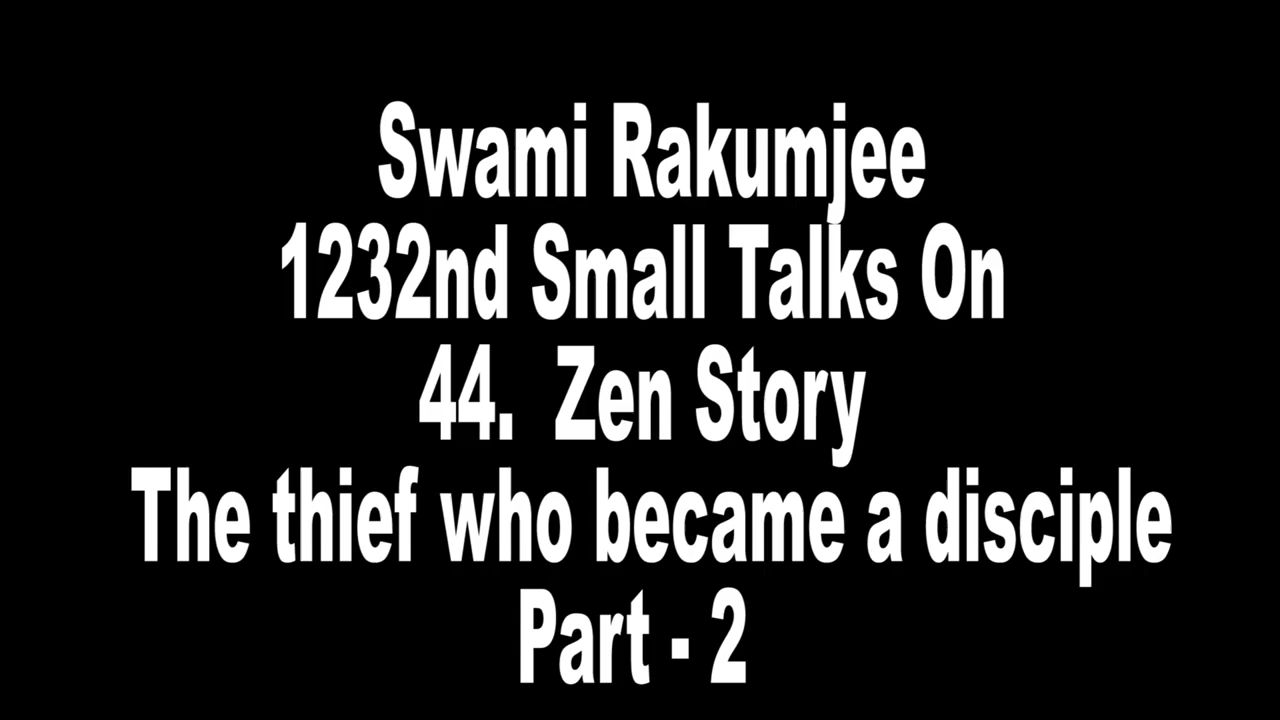 Swami Rakumjee
1232nd Small Talks On
44.  Zen Story
The thief who became a disciple
Part - 2